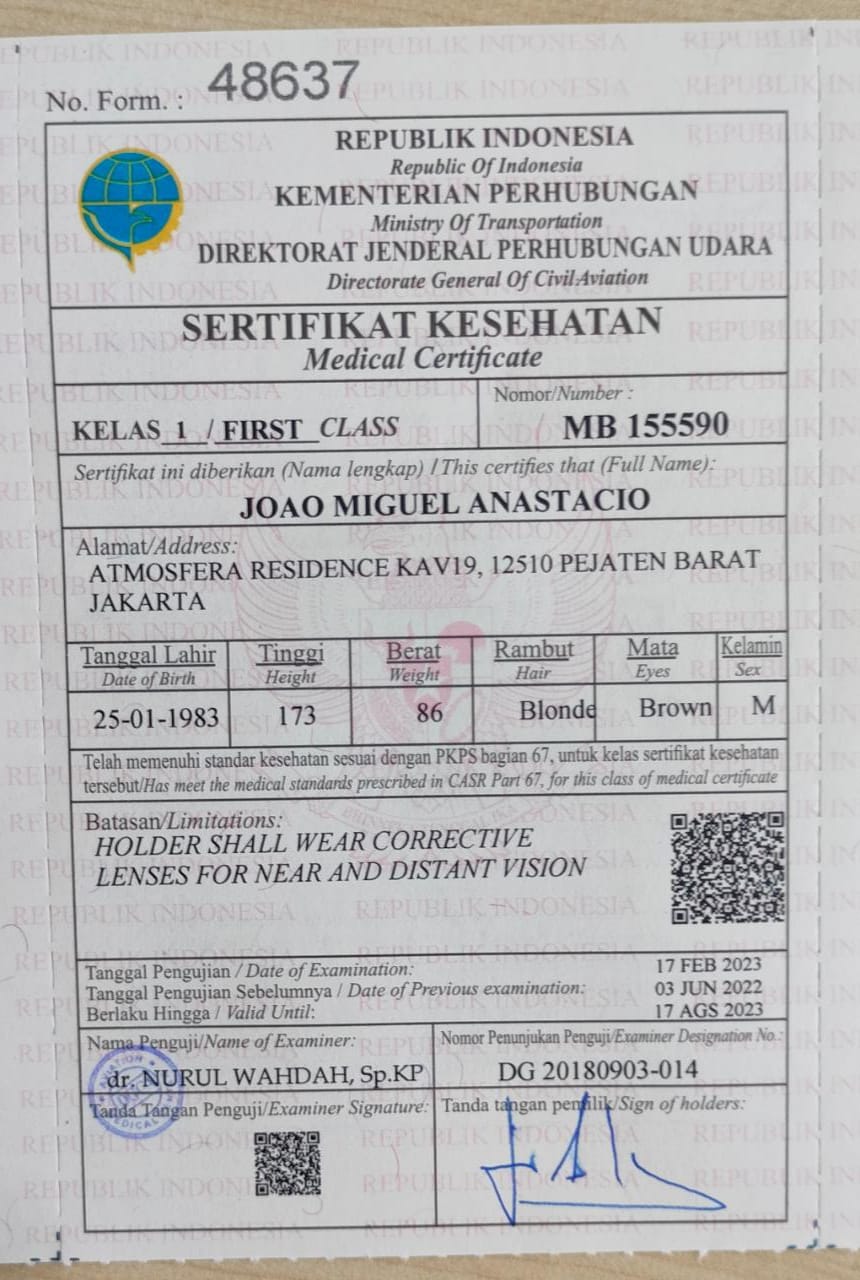 No. Form. : 48637
REPUBLIK INDONESIA
Republic Of Indonesia
KEMENTERIAN PERHUBUNGAN
Ministry Of Transportation
DIREKTORAT JENDERAL PERHUBUNGAN UDARA
Directorate General Of Civil Aviation
SERTIFIKAT KESEHATAN
Medical Certificate
KELAS 1 / FIRST CLASS
Nomor/Number :
MB 155590
Sertifikat ini diberikan (Nama lengkap) / This certifies that (Full Name):
JOAO MIGUEL ANASTACIO
Alamat/Address:
ATMOSFERA RESIDENCE KAV19, 12510 PEJATEN BARAT
JAKARTA
Tanggal Lahir Tinggi Berat Rambut Mata Kelamin
Date of Birth Height Weight Hair Eyes Sex
25-01-1983 173 86 Blonde Brown M
Telah memenuhi standar kesehatan sesuai dengan PKPS bagian 67, untuk kelas sertifikat kesehatan
tersebut/Has meet the medical standards prescribed in CASR Part 67, for this class of medical certificate
Batasan/Limitations:
HOLDER SHALL WEAR CORRECTIVE
LENSES FOR NEAR AND DISTANT VISION
Tanggal Pengujian / Date of Examination: 17 FEB 2023
Tanggal Pengujian Sebelumnya / Date of Previous examination: 03 JUN 2022
Berlaku Hingga / Valid Until: 17 AGS 2023
Nama Penguji/Name of Examiner:
dr. NURUL WAHDAH, Sp.KP
Nomor Penunjukan Penguji/Examiner Designation No.:
DG 20180903-014
Tanda Tangan Penguji/Examiner Signature:
Tanda tangan pemilik/Sign of holders: